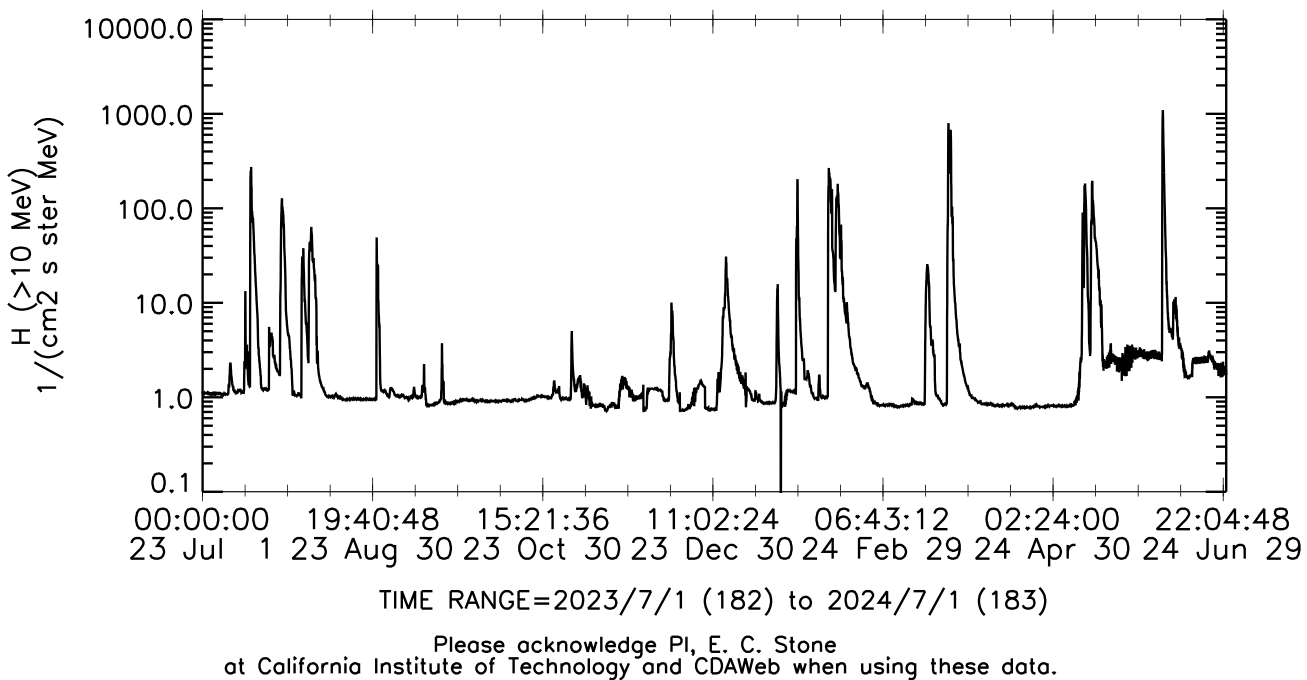 10000.0
1000.0
100.0
10.0
1.0
0.1
H (>10 MeV)
1/(cm2 s ster MeV)
00:00:00 19:40:48 15:21:36 11:02:24 06:43:12 02:24:00 22:04:48
23 Jul 1 23 Aug 30 23 Oct 30 23 Dec 30 24 Feb 29 24 Apr 30 24 Jun 29
TIME RANGE=2023/7/1 (182) to 2024/7/1 (183)
Please acknowledge PI, E. C. Stone
at California Institute of Technology and CDAWeb when using these data.